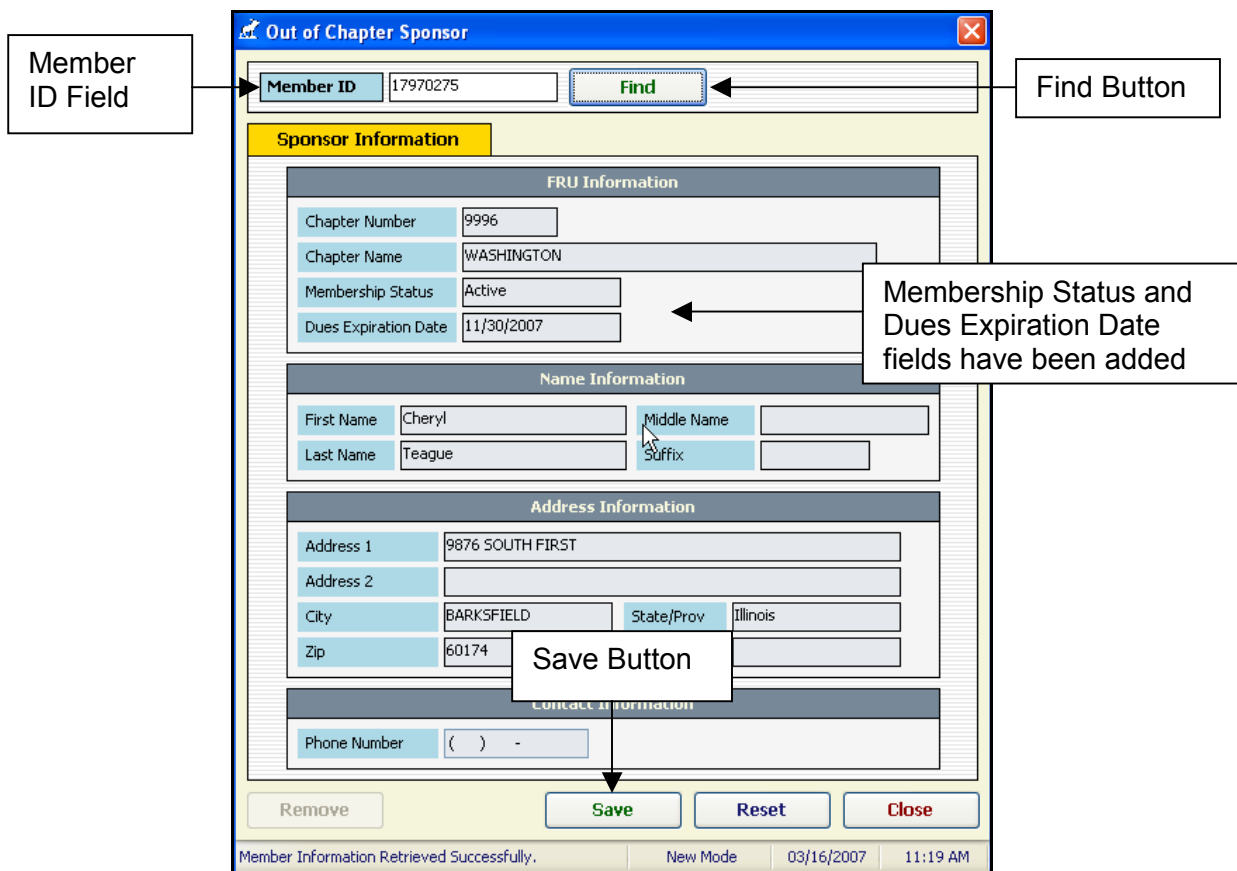 Out of Chapter Sponsor
Member
ID Field
Member ID 17970275 Find
Find Button
Sponsor Information
FRU Information
Chapter Number 9996
Chapter Name WASHINGTON
Membership Status Active
Dues Expiration Date 11/30/2007
Membership Status and
Dues Expiration Date
fields have been added
Name Information
First Name Cheryl Middle Name
Last Name Teague Suffix
Address Information
Address 1 9876 SOUTH FIRST
Address 2
City BARKSFIELD State/Prov Illinois
Zip 60174
Save Button
Contact Information
Phone Number ( ) -
Remove Save Reset Close
Member Information Retrieved Successfully. New Mode 03/16/2007 11:19 AM